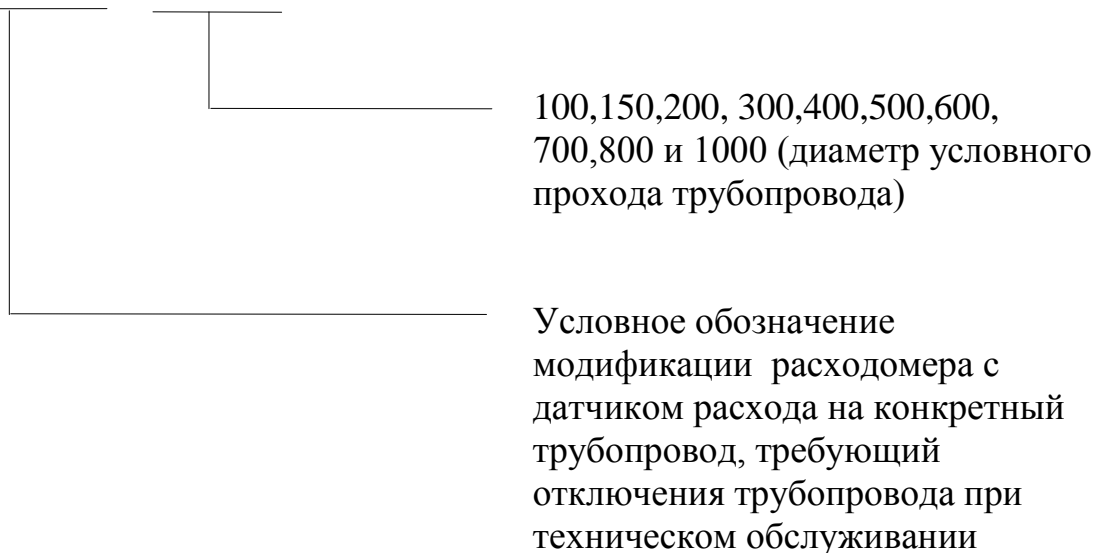 100,150,200, 300,400,500,600,
700,800 и 1000 (диаметр условного
прохода трубопровода)
Условное обозначение
модификации расходомера с
датчиком расхода на конкретный
трубопровод, требующий
отключения трубопровода при
техническом обслуживании